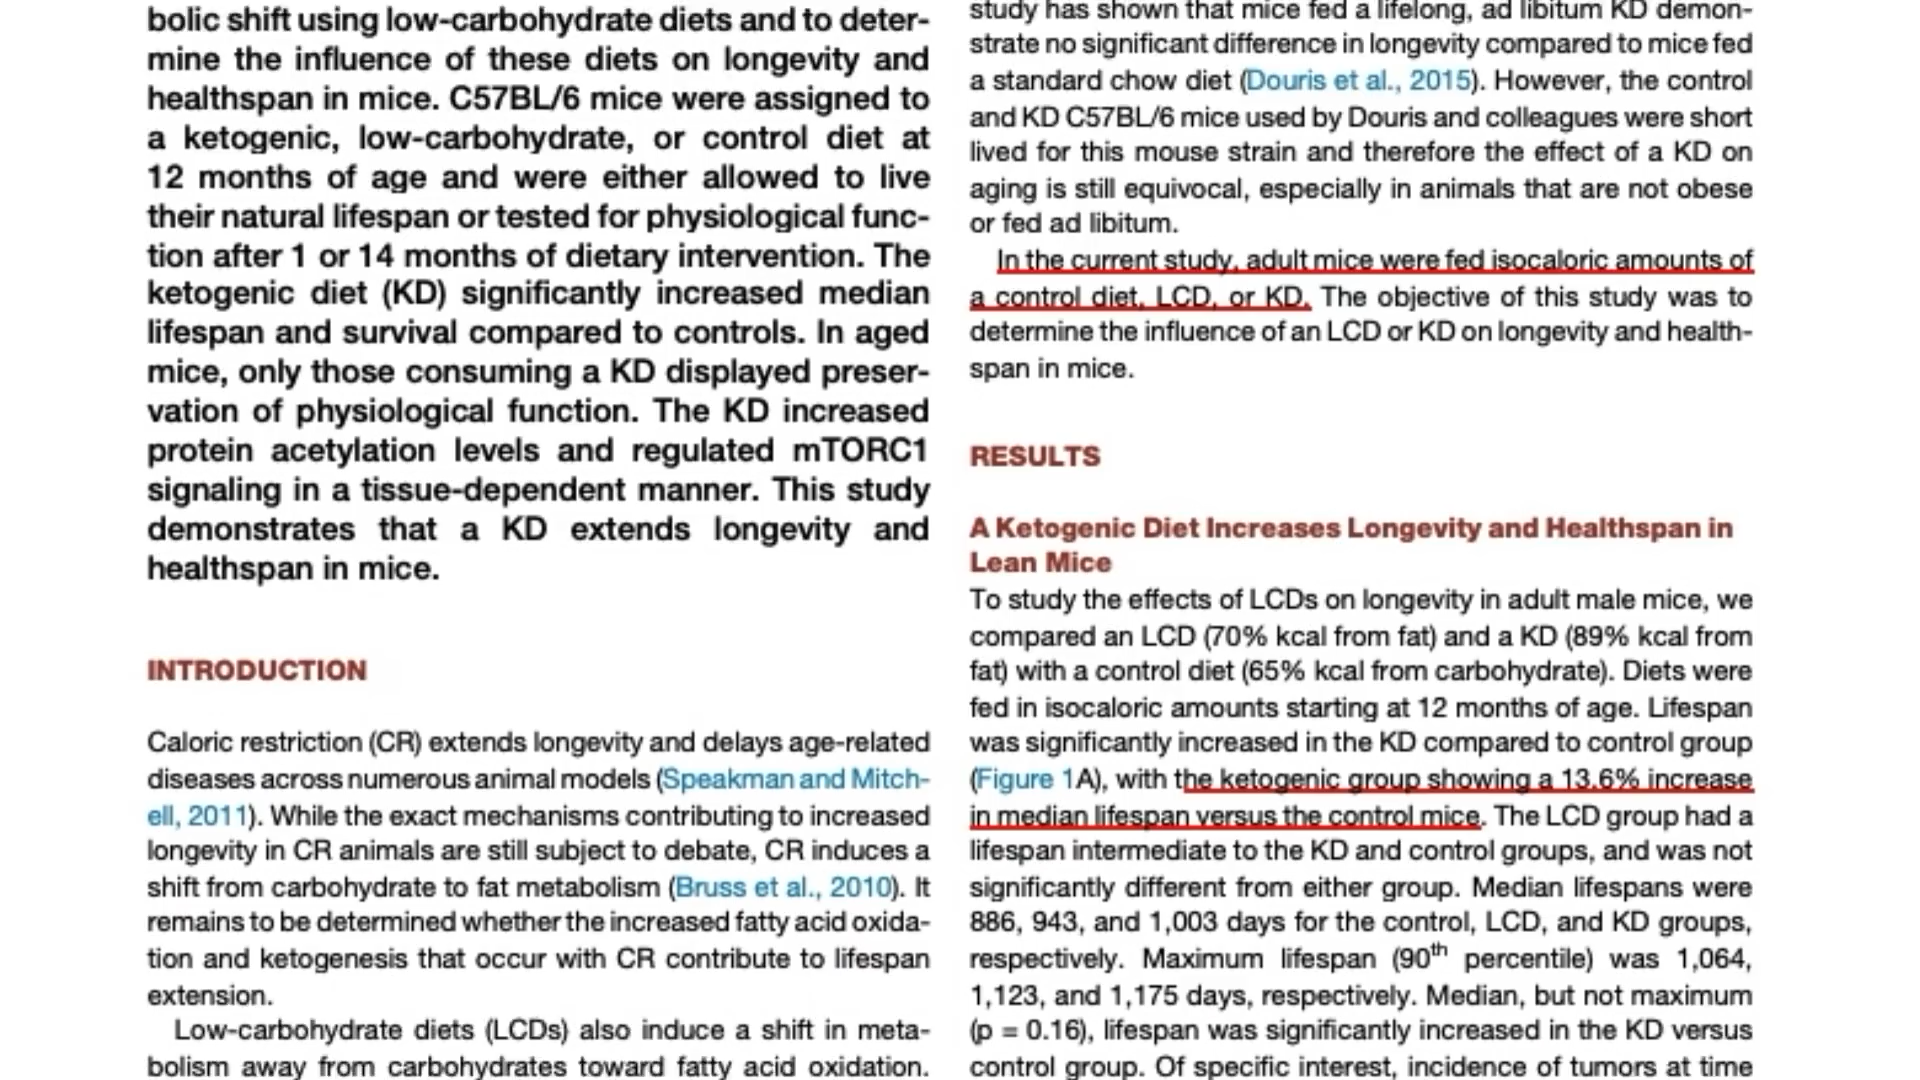 bolic shift using low-carbohydrate diets and to deter-
mine the influence of these diets on longevity and
healthspan in mice. C57BL/6 mice were assigned to
a ketogenic, low-carbohydrate, or control diet at
12 months of age and were either allowed to live
their natural lifespan or tested for physiological func-
tion after 1 or 14 months of dietary intervention. The
ketogenic diet (KD) significantly increased median
lifespan and survival compared to controls. In aged
mice, only those consuming a KD displayed preser-
vation of physiological function. The KD increased
protein acetylation levels and regulated mTORC1
signaling in a tissue-dependent manner. This study
demonstrates that a KD extends longevity and
healthspan in mice.
INTRODUCTION
Caloric restriction (CR) extends longevity and delays age-related
diseases across numerous animal models (Speakman and Mitch-
ell, 2011). While the exact mechanisms contributing to increased
longevity in CR animals are still subject to debate, CR induces a
shift from carbohydrate to fat metabolism (Bruss et al., 2010). It
remains to be determined whether the increased fatty acid oxida-
tion and ketogenesis that occur with CR contribute to lifespan
extension.
Low-carbohydrate diets (LCDs) also induce a shift in meta-
bolism away from carbohydrates toward fatty acid oxidation.
study has shown that mice fed a lifelong, ad libitum KD demon-
strate no significant difference in longevity compared to mice fed
a standard chow diet (Douris et al., 2015). However, the control
and KD C57BL/6 mice used by Douris and colleagues were short
lived for this mouse strain and therefore the effect of a KD on
aging is still equivocal, especially in animals that are not obese
or fed ad libitum.
In the current study, adult mice were fed isocaloric amounts of
a control diet, LCD, or KD. The objective of this study was to
determine the influence of an LCD or KD on longevity and health-
span in mice.
RESULTS
A Ketogenic Diet Increases Longevity and Healthspan in
Lean Mice
To study the effects of LCDs on longevity in adult male mice, we
compared an LCD (70% kcal from fat) and a KD (89% kcal from
fat) with a control diet (65% kcal from carbohydrate). Diets were
fed in isocaloric amounts starting at 12 months of age. Lifespan
was significantly increased in the KD compared to control group
(Figure 1A), with the ketogenic group showing a 13.6% increase
in median lifespan versus the control mice. The LCD group had a
lifespan intermediate to the KD and control groups, and was not
significantly different from either group. Median lifespans were
886, 943, and 1,003 days for the control, LCD, and KD groups,
respectively. Maximum lifespan (90th percentile) was 1,064,
1,123, and 1,175 days, respectively. Median, but not maximum
(p = 0.16), lifespan was significantly increased in the KD versus
control group. Of specific interest, incidence of tumors at time